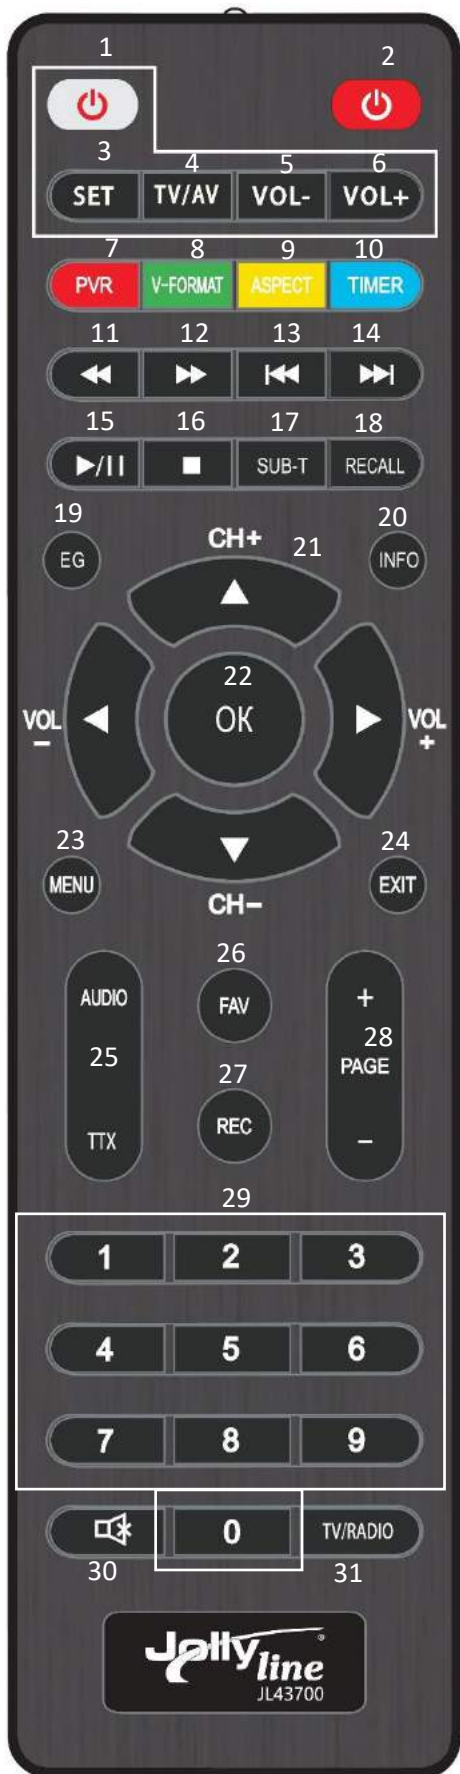 1 2
3 4 5 6
SET TV/AV VOL- VOL+
7 8 9 10
PVR V-FORMAT ASPECT TIMER
11 12 13 14
15 16 17 18
SUB-T RECALL
19 20
EG CH+ 21 INFO
22
VOL - OK VOL +
23 24
MENU EXIT
CH-
26
AUDIO FAV +
25 28
27 PAGE
REC
TTX -
29
1 2 3
4 5 6
7 8 9
0 TV/RADIO
30 31
Jolly
line
JL43700